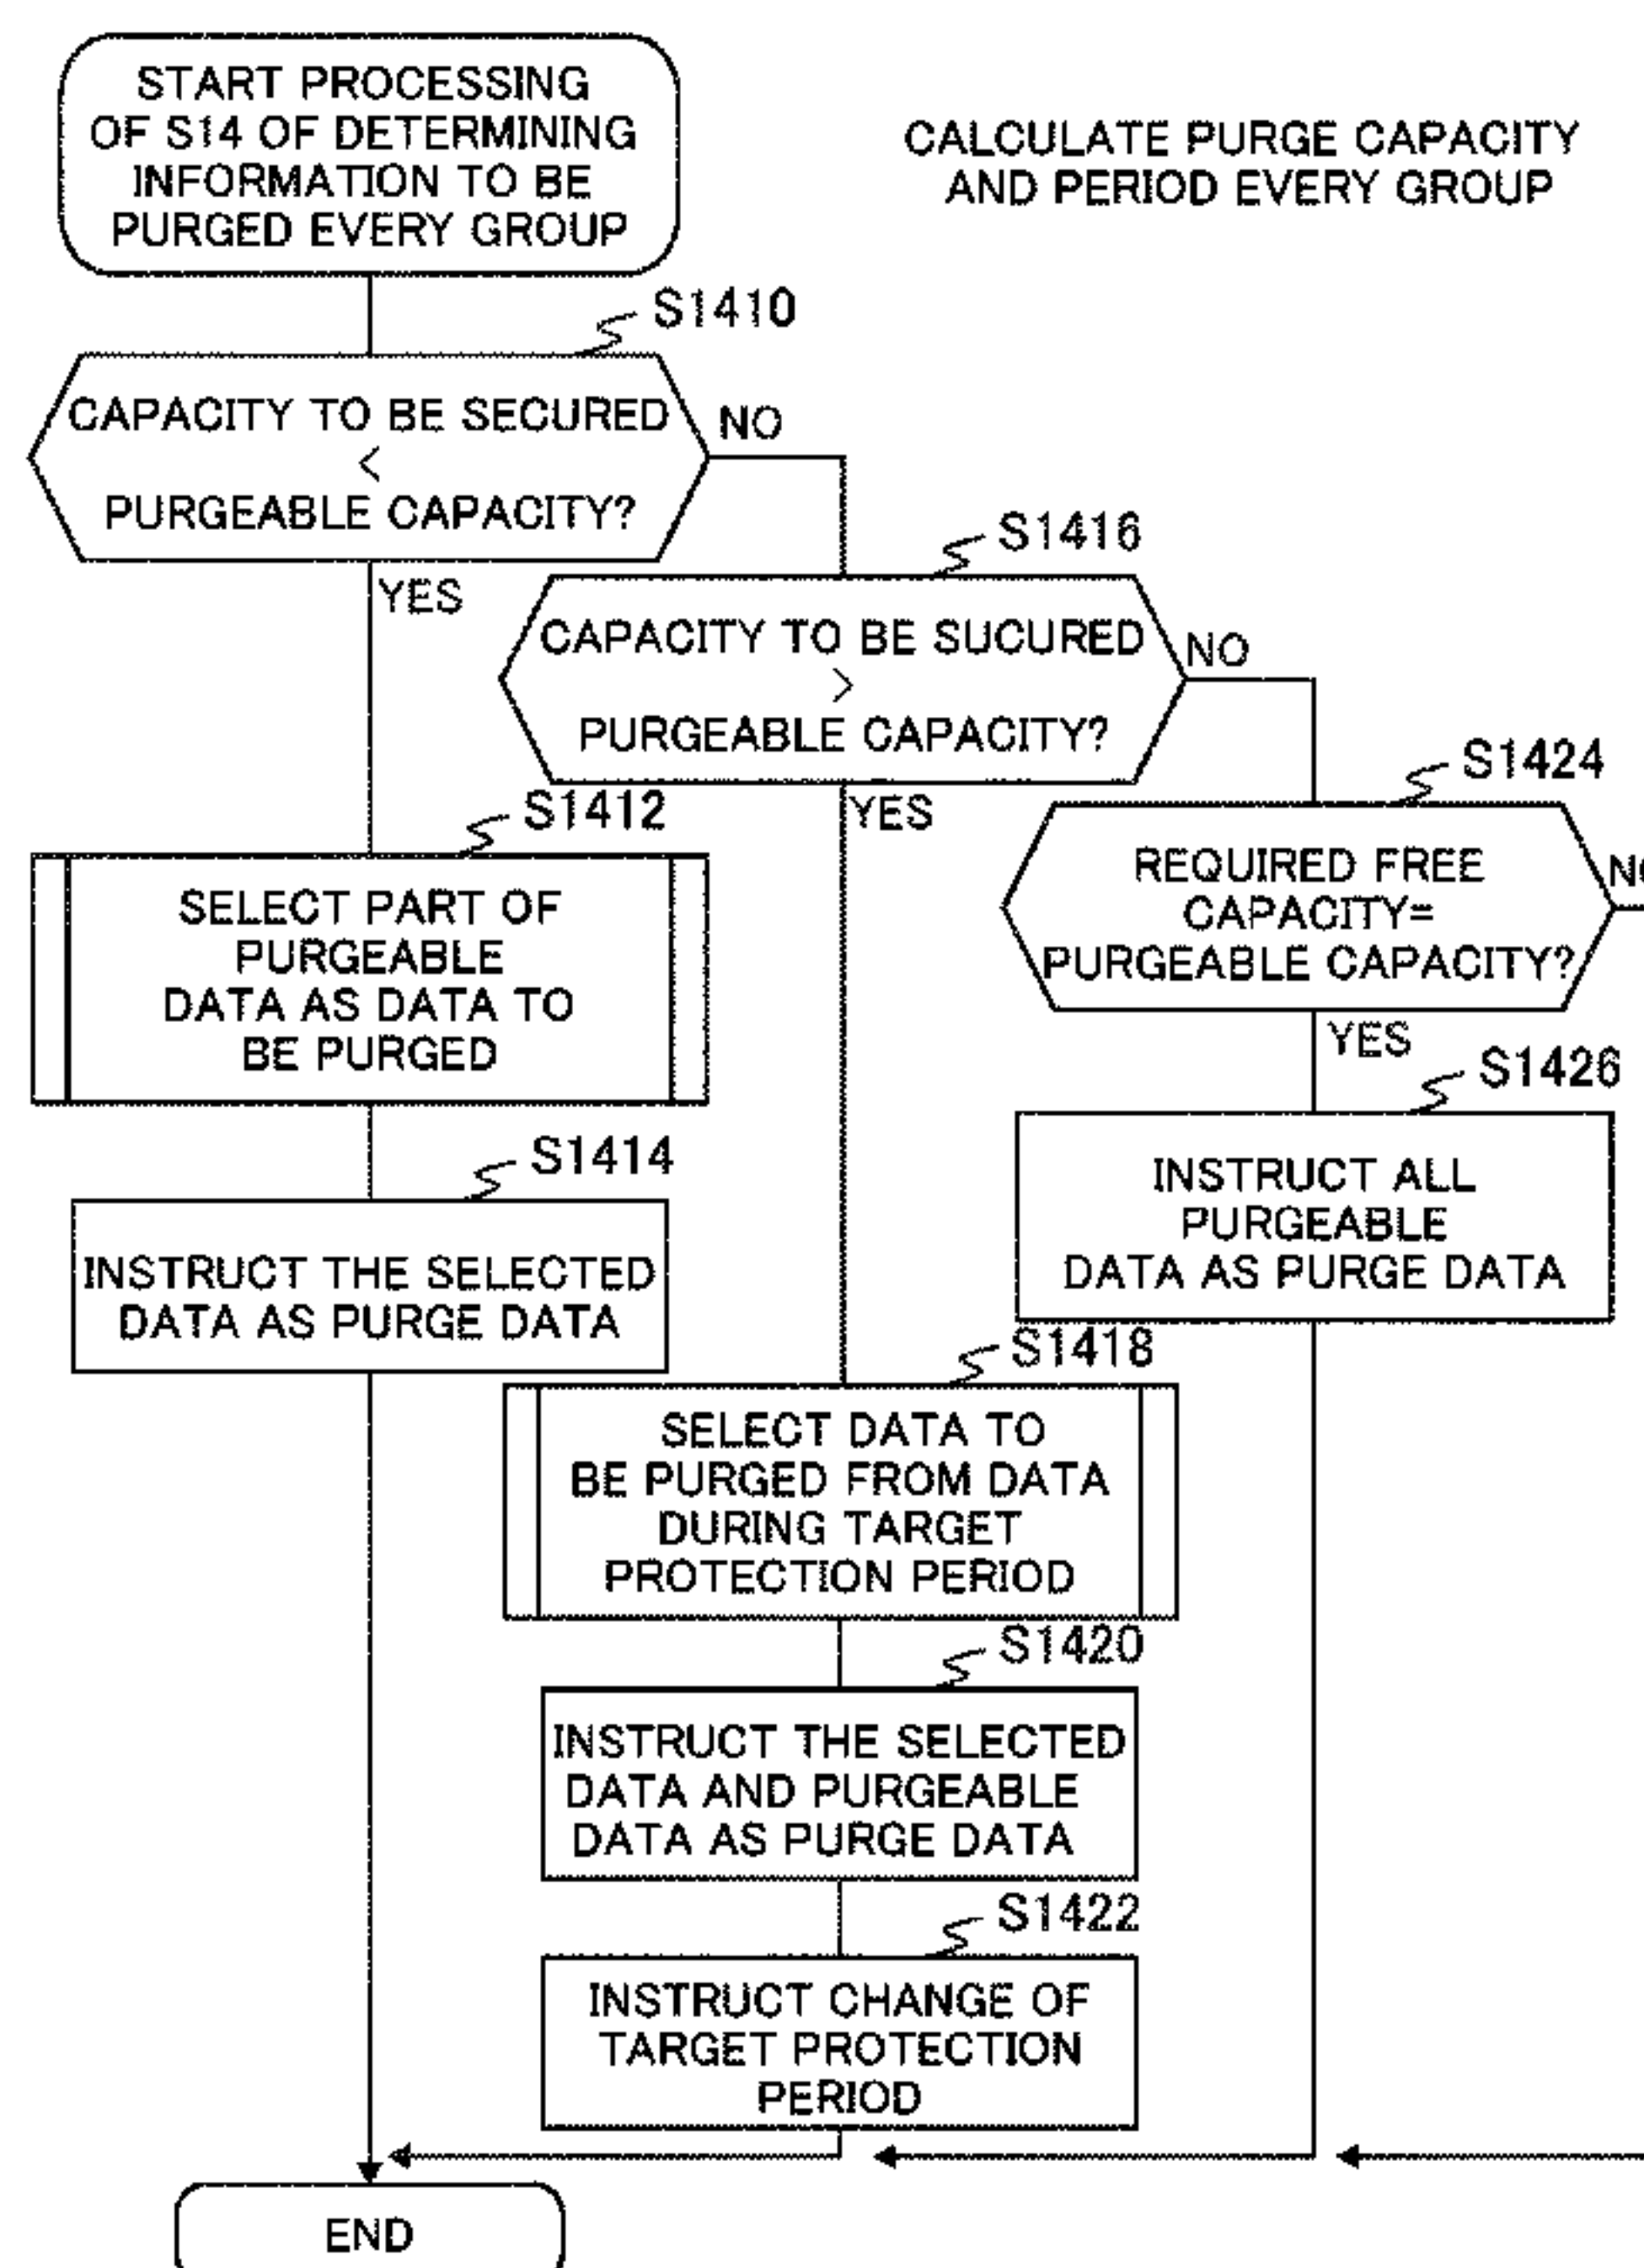 START PROCESSING
OF S14 OF DETERMINING
INFORMATION TO BE
PURGED EVERY GROUP
CALCULATE PURGE CAPACITY
AND PERIOD EVERY GROUP
S1410
CAPACITY TO BE SECURED
<
PURGEABLE CAPACITY?
NO
YES
S1416
CAPACITY TO BE SUCURED
>
PURGEABLE CAPACITY?
NO
YES
S1424
REQUIRED FREE
CAPACITY=
PURGEABLE CAPACITY?
YES
S1412
SELECT PART OF
PURGEABLE
DATA AS DATA TO
BE PURGED
S1414
INSTRUCT THE SELECTED
DATA AS PURGE DATA
S1426
INSTRUCT ALL
PURGEABLE
DATA AS PURGE DATA
S1418
SELECT DATA TO
BE PURGED FROM DATA
DURING TARGET
PROTECTION PERIOD
S1420
INSTRUCT THE SELECTED
DATA AND PURGEABLE
DATA AS PURGE DATA
S1422
INSTRUCT CHANGE OF
TARGET PROTECTION
PERIOD
END